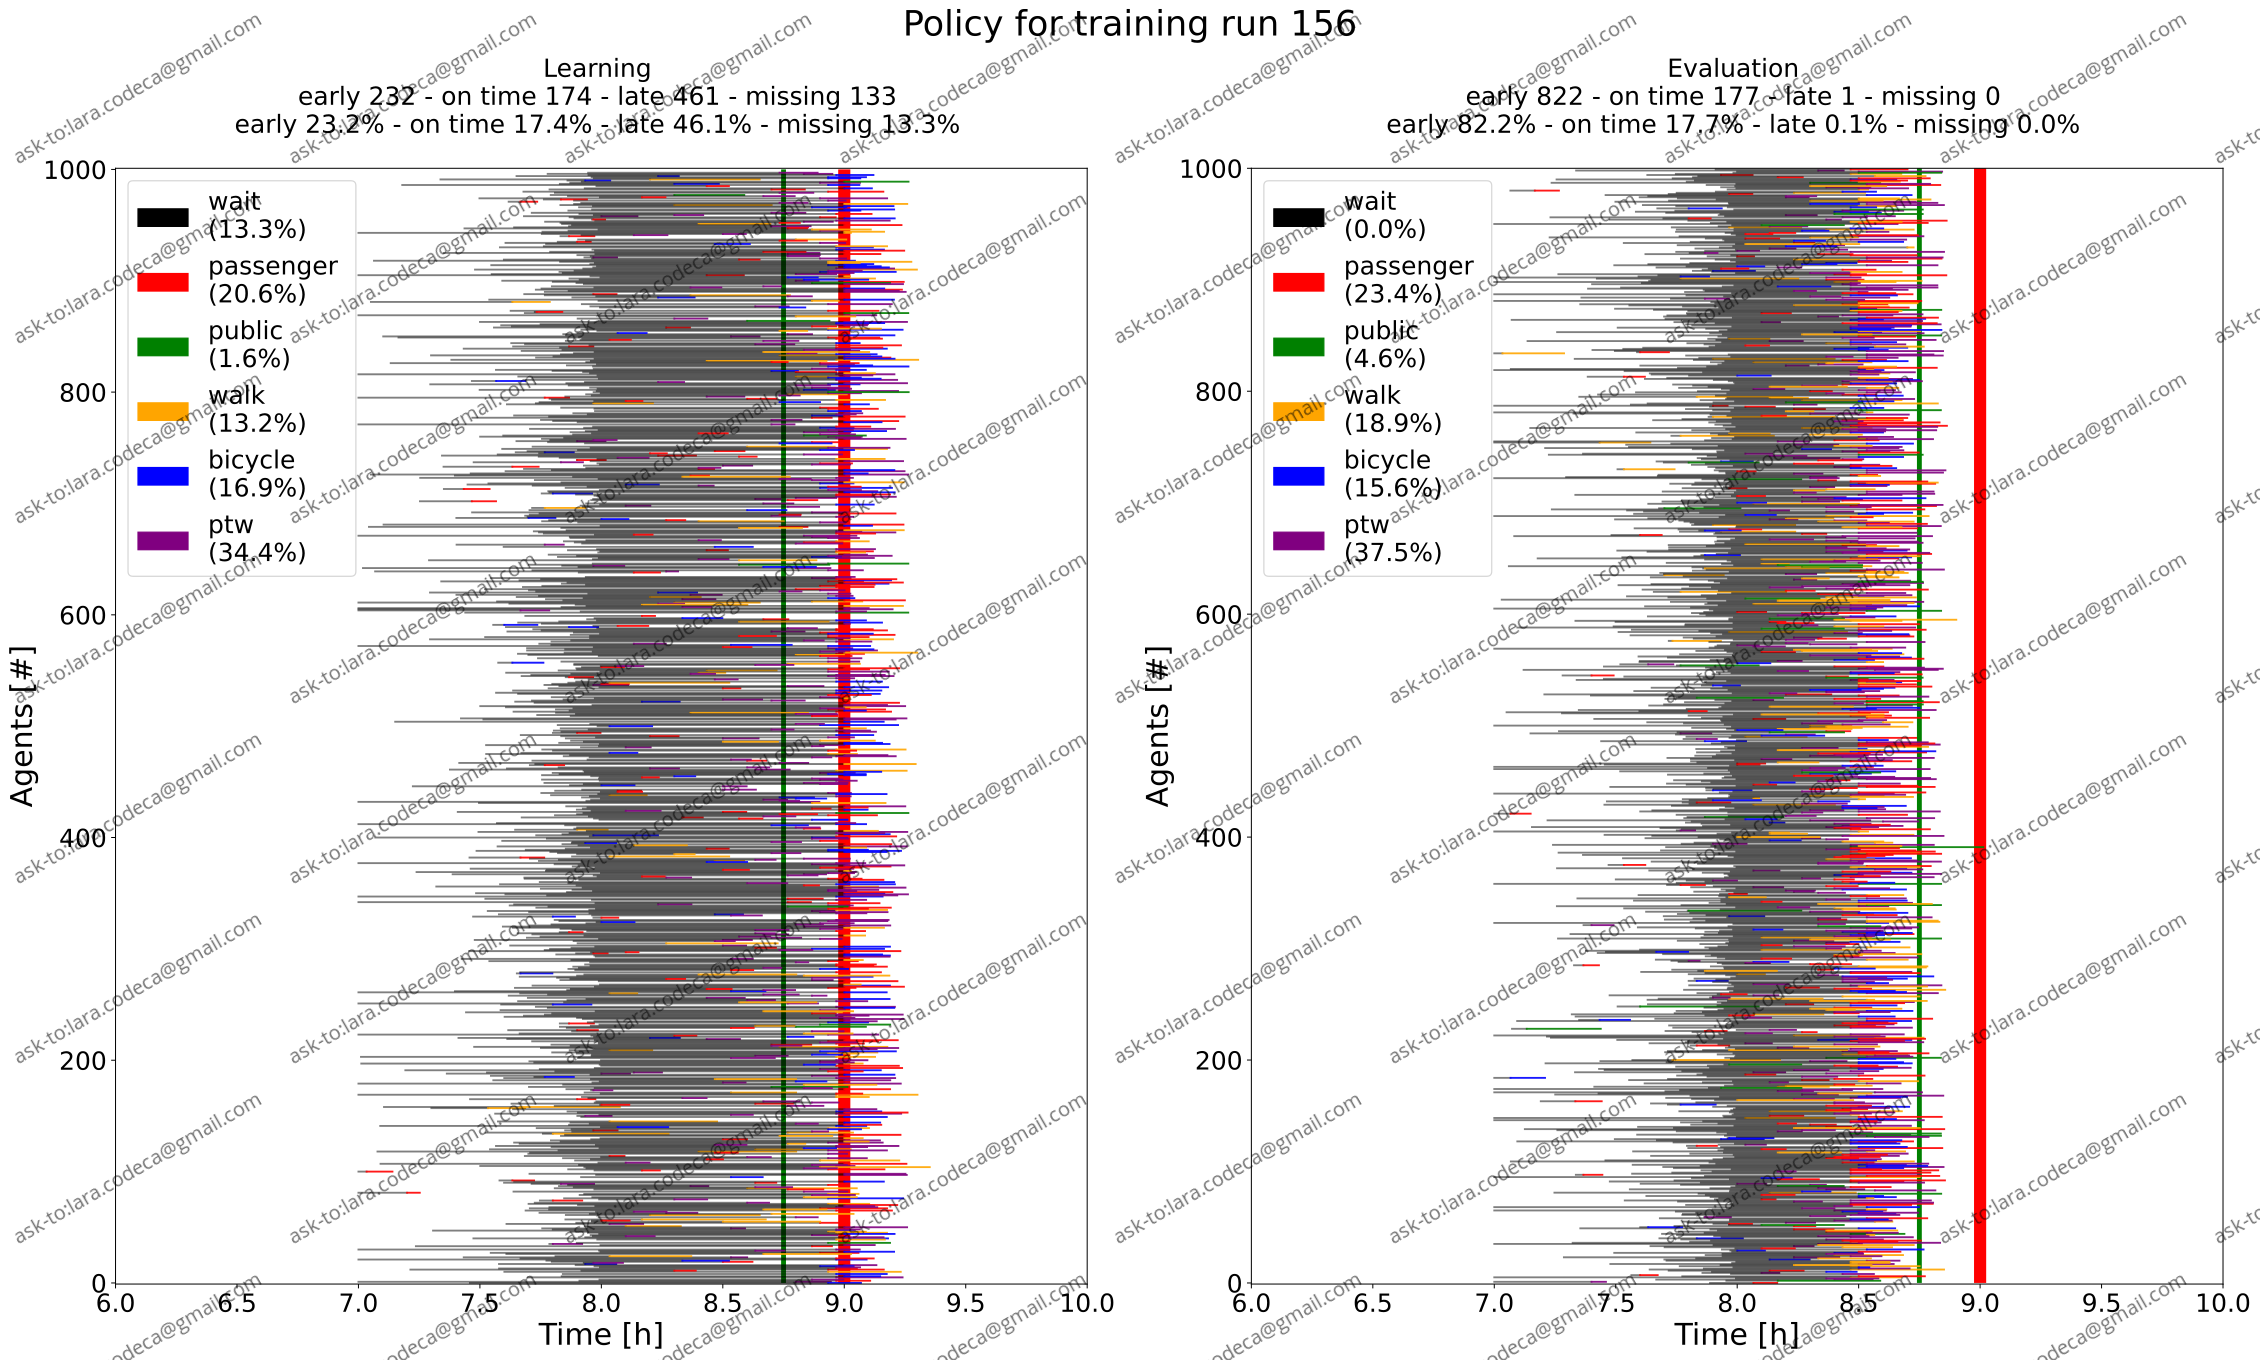 Policy for training run 156
Learning
early 232 - on time 174 - late 461 - missing 133
early 23.2% - on time 17.4% - late 46.1% - missing 13.3%
1000
800
600
400
200
0
Agents [#]
wait
(13.3%)
passenger
(20.6%)
public
(1.6%)
walk
(13.2%)
bicycle
(16.9%)
ptw
(34.4%)
6.0 6.5 7.0 7.5 8.0 8.5 9.0 9.5 10.0
Time [h]
Evaluation
early 822 - on time 177 - late 1 - missing 0
early 82.2% - on time 17.7% - late 0.1% - missing 0.0%
1000
800
600
400
200
0
Agents [#]
wait
(0.0%)
passenger
(23.4%)
public
(4.6%)
walk
(18.9%)
bicycle
(15.6%)
ptw
(37.5%)
6.0 6.5 7.0 7.5 8.0 8.5 9.0 9.5 10.0
Time [h]
ask-to:lara.codeca@gmail.com